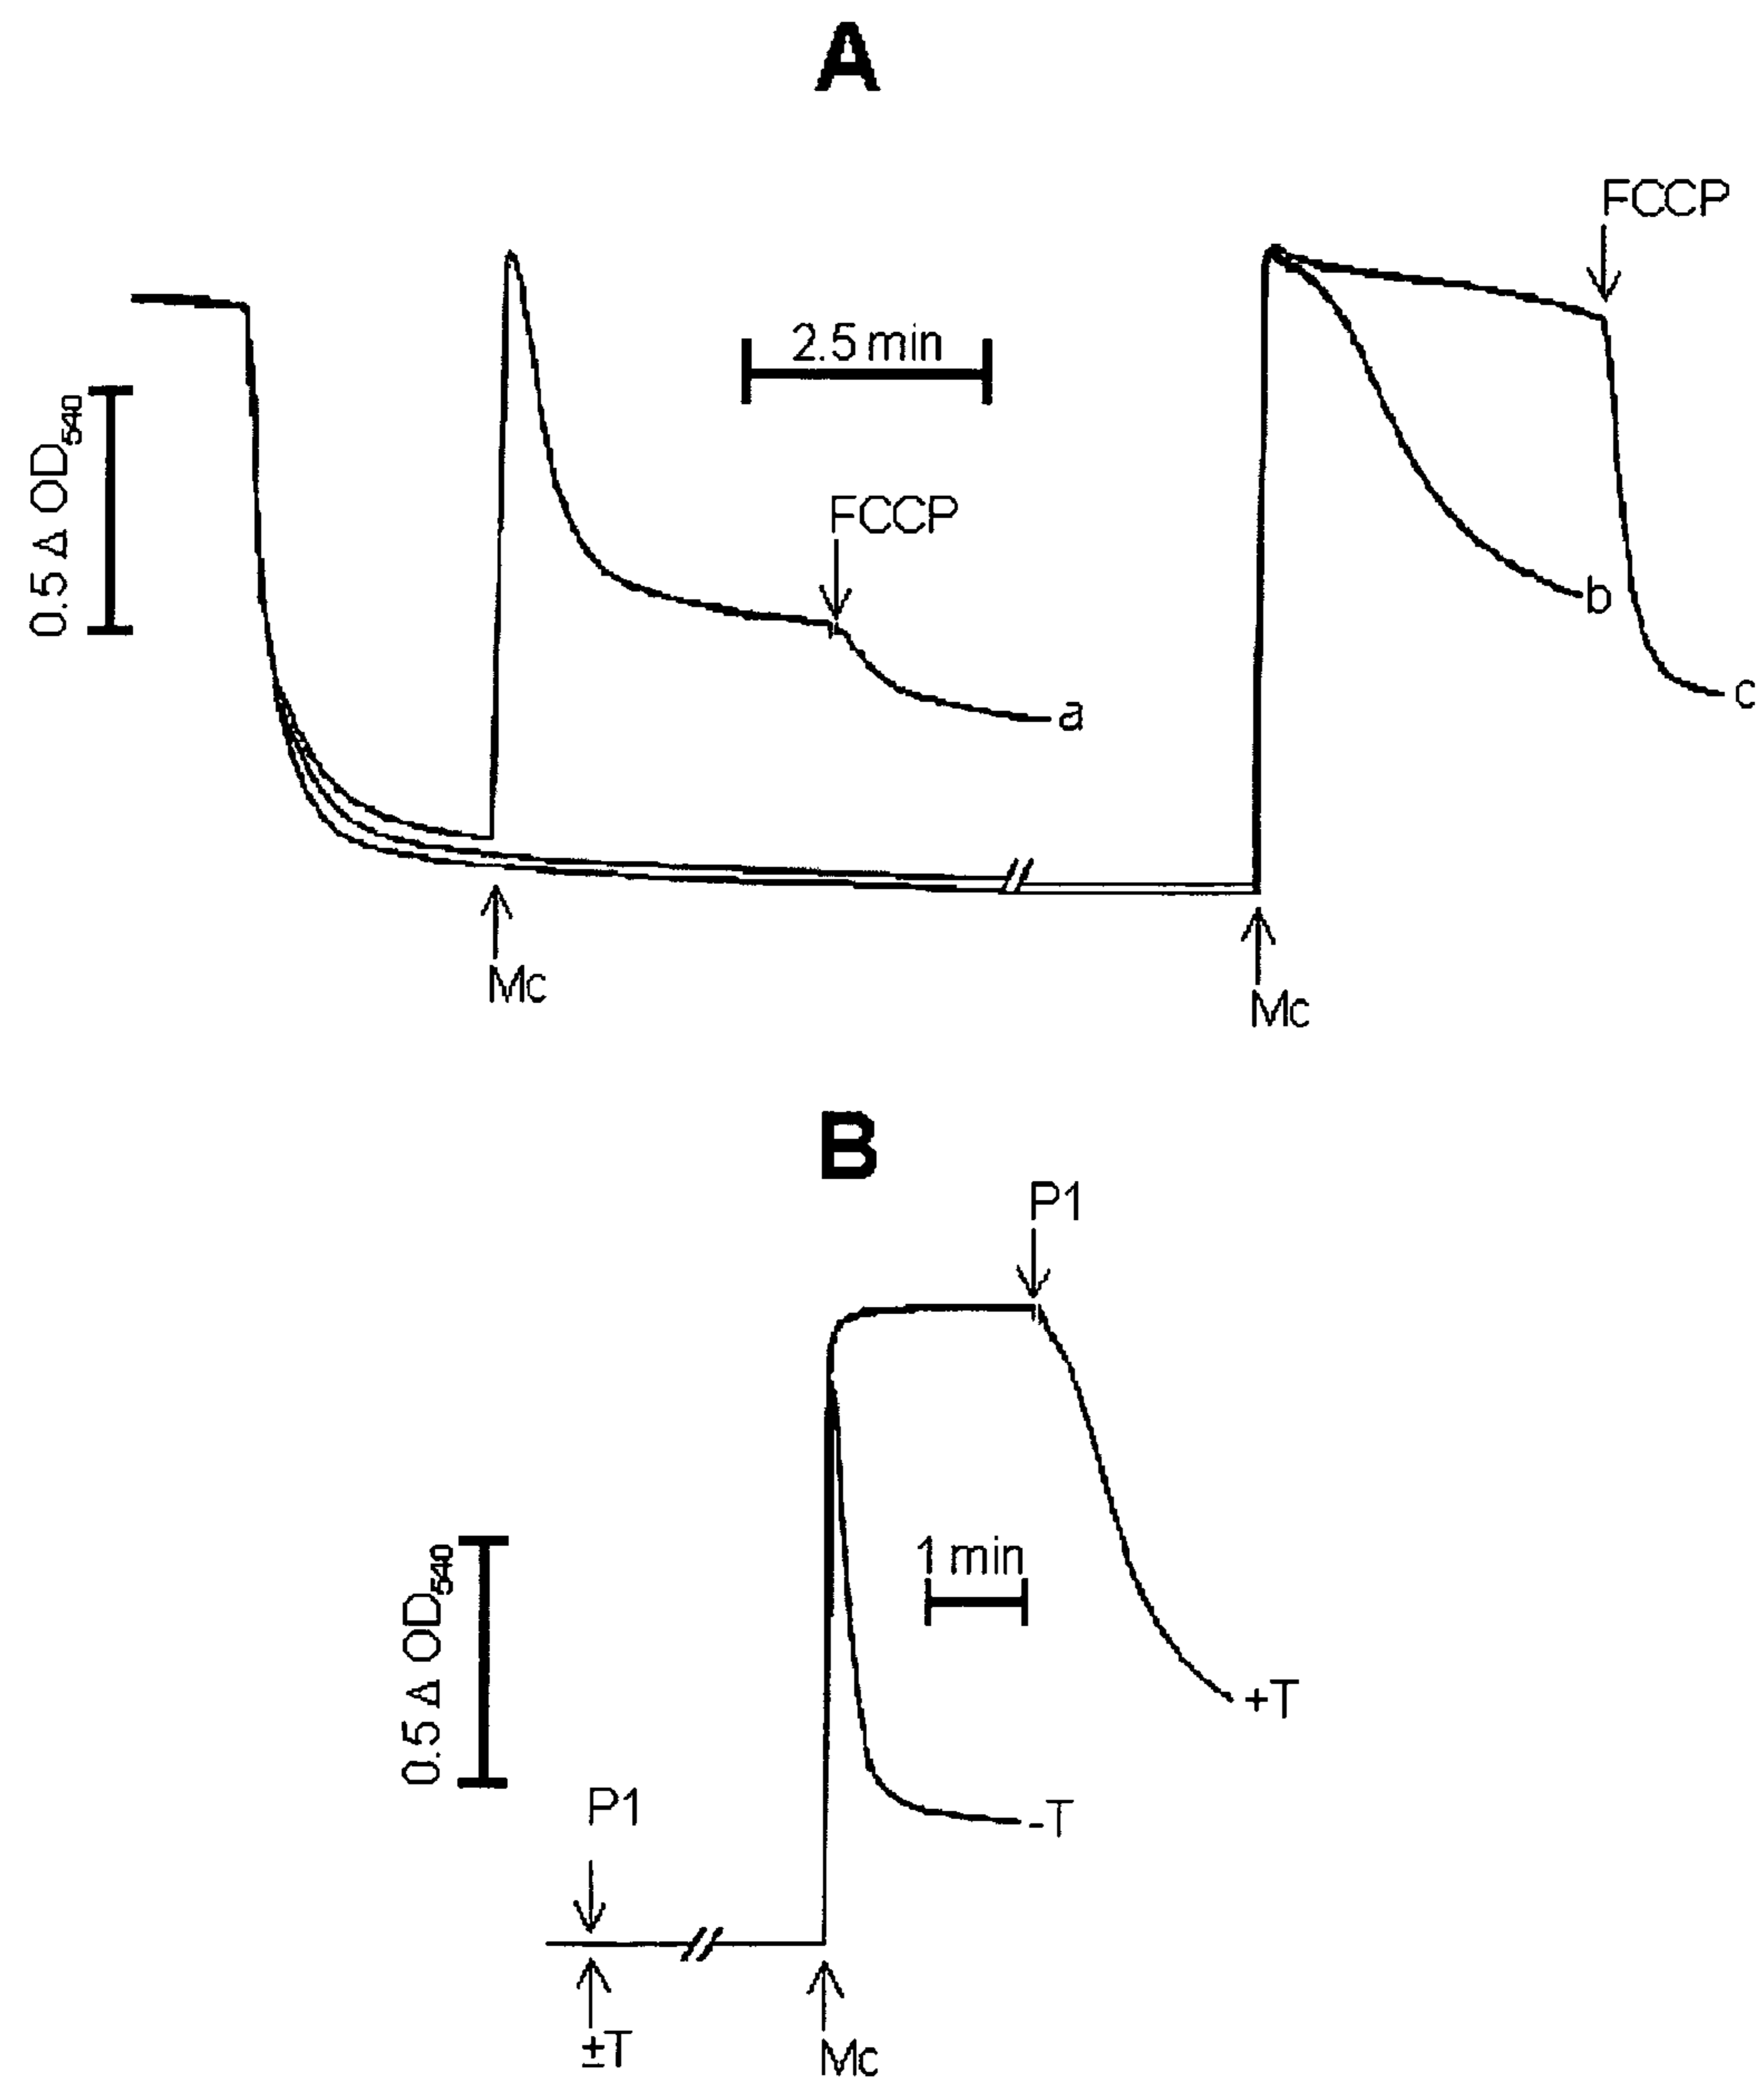 A
FCCP
2.5 min
0.5 Δ OD540
FCCP
b
c
a
Mc
Mc
B
P1
1 min
0.5 Δ OD540
+T
P1
-T
±T
Mc